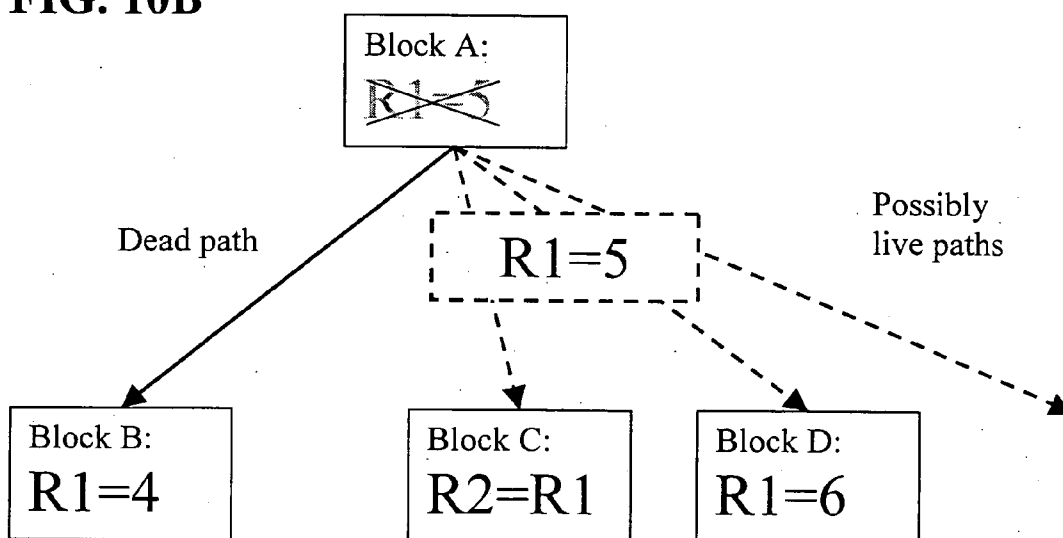 FIG. 10B
Block A:
R1=5
Dead path
R1=5
Possibly
live paths
Block B:
R1=4
Block C:
R2=R1
Block D:
R1=6